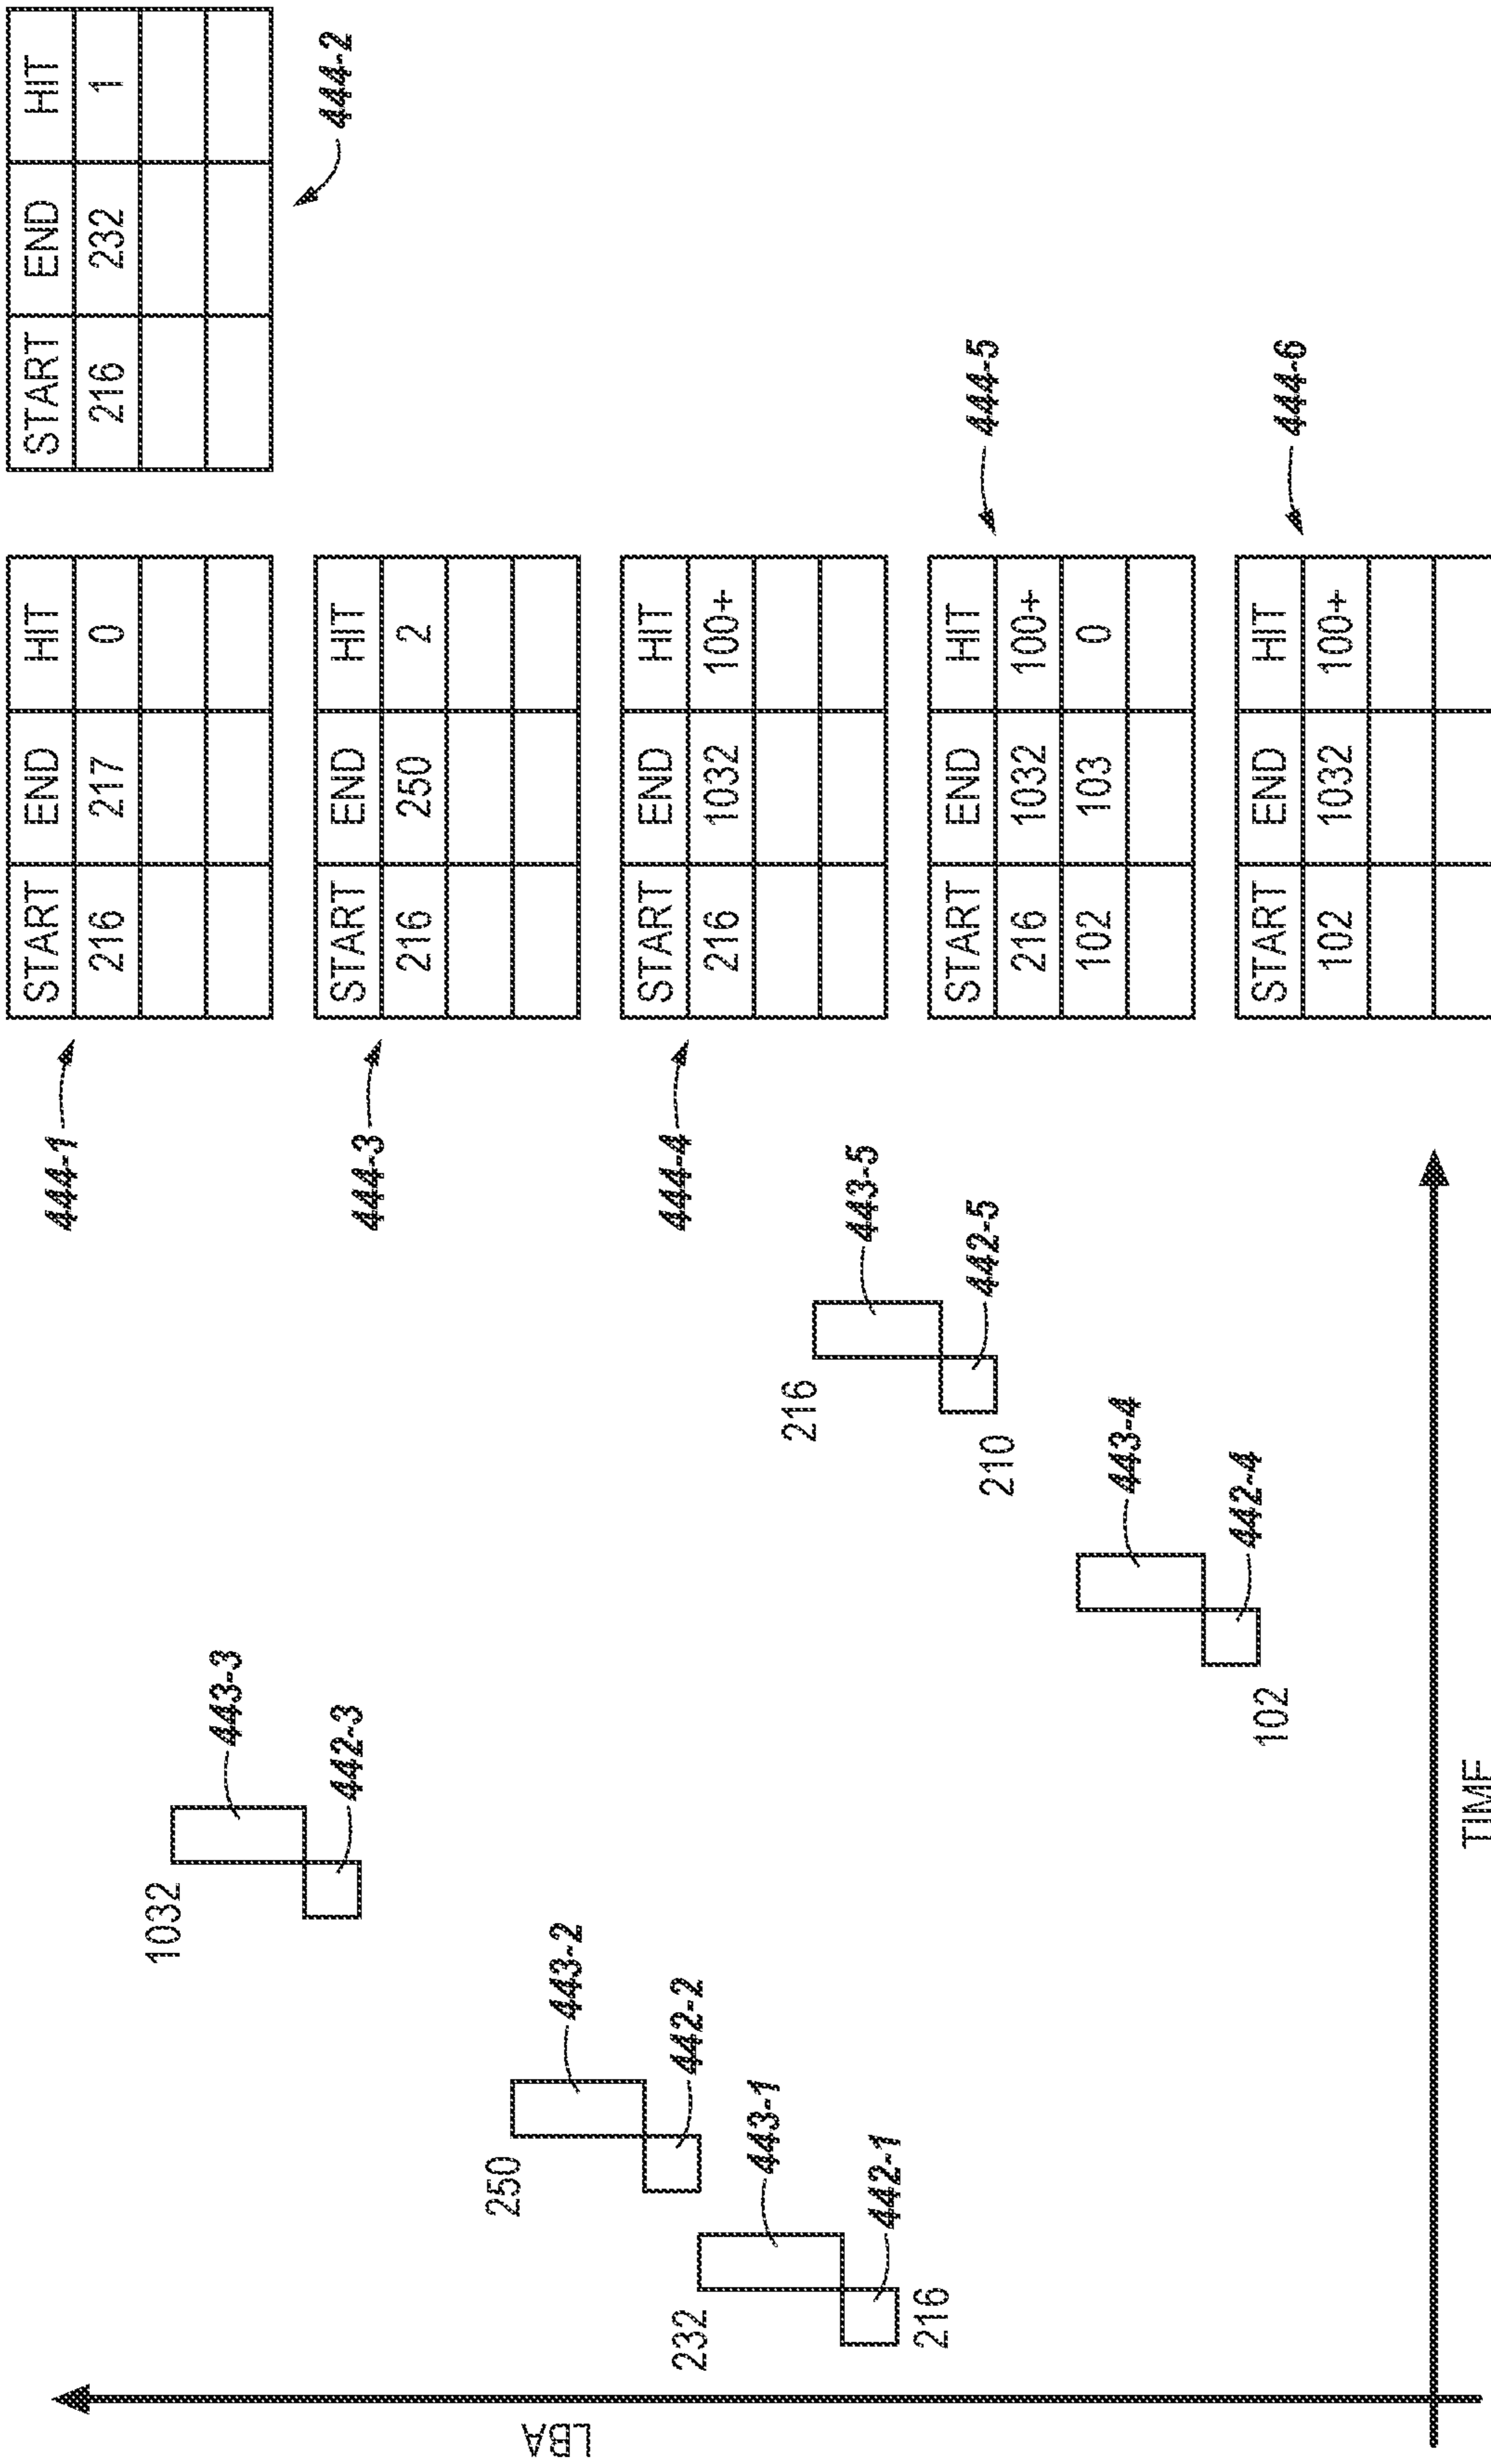 444-1
START END HIT
216 217 0
START END HIT
216 232 1
444-2
444-3
START END HIT
216 250 2
444-4
START END HIT
216 1032 100+
444-5
START END HIT
216 1032 100+
102 103 0
444-6
START END HIT
102 1032 100+
LBA
1032
443-3
442-3
250
443-2
442-2
232
443-1
442-1
216
216
443-5
442-5
210
443-4
442-4
102
TIME